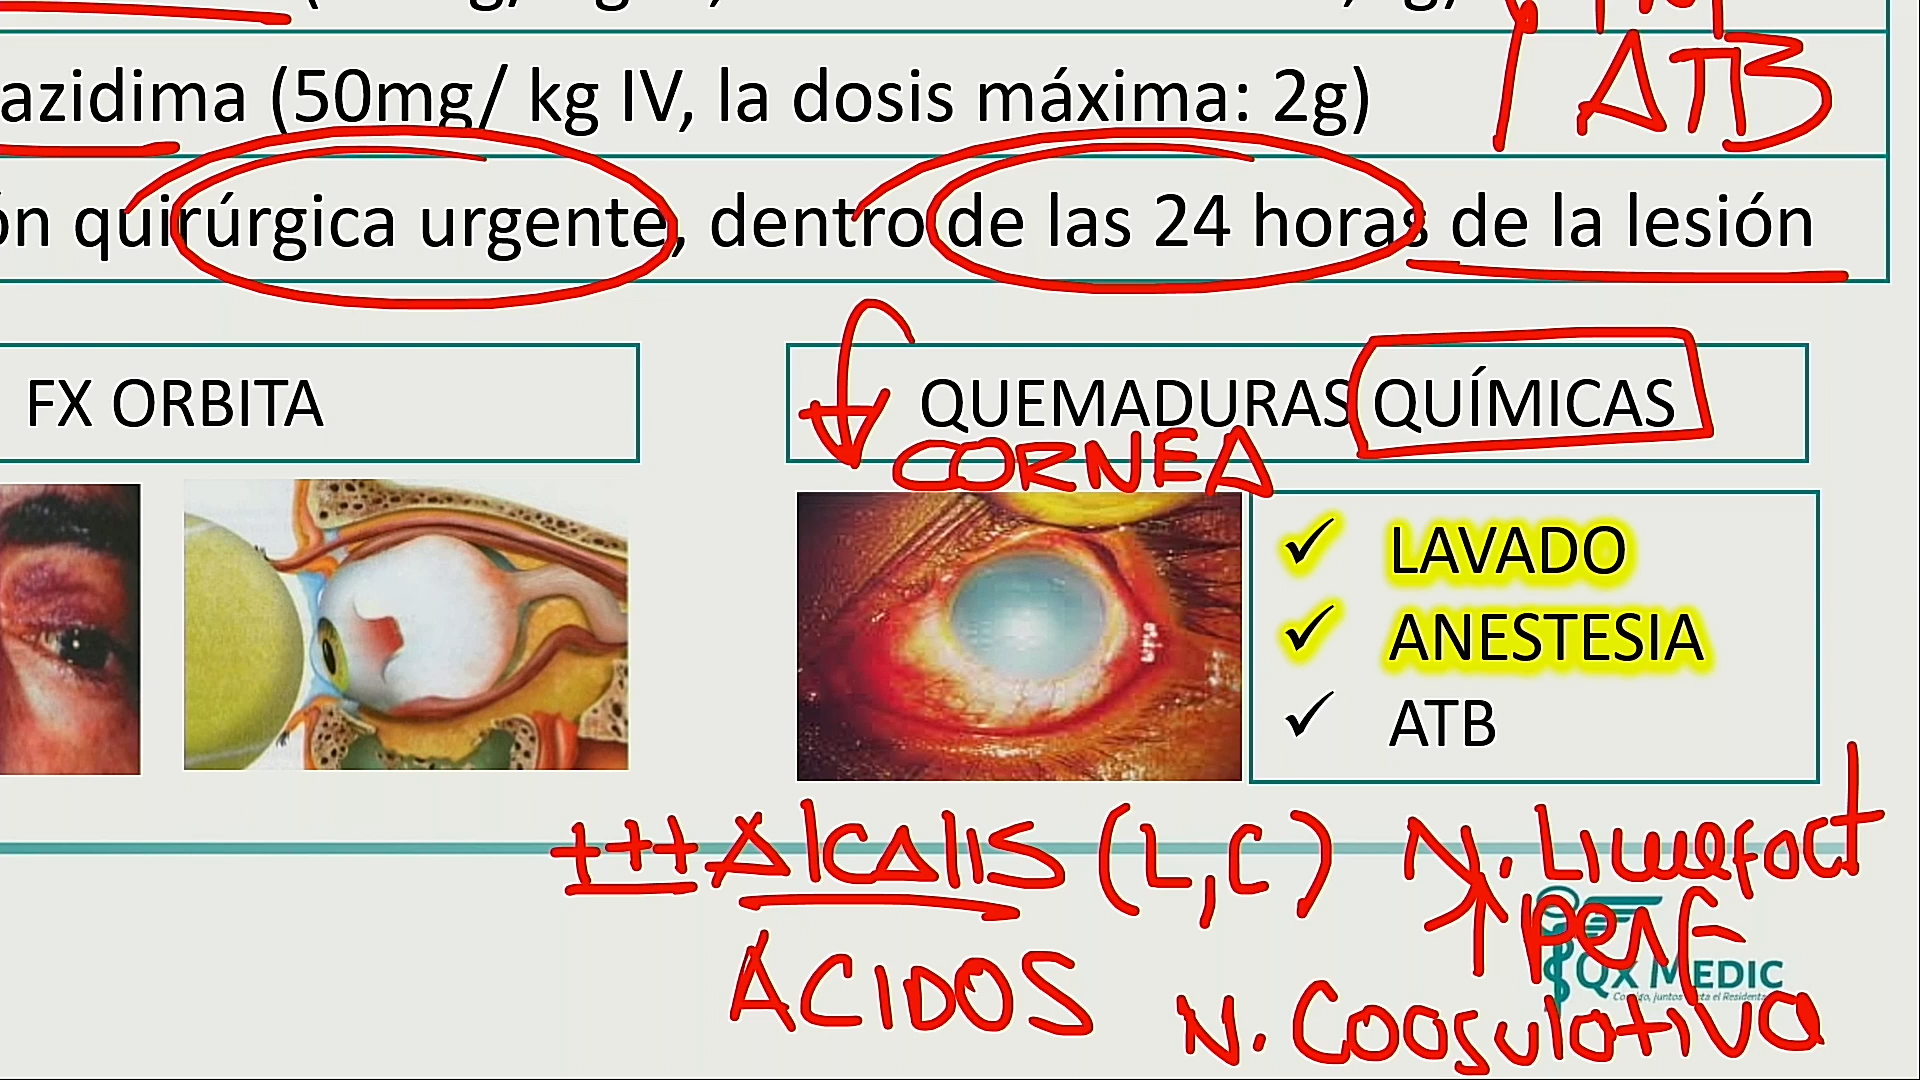 azidima (50mg/ kg IV, la dosis máxima: 2g)
ATB
ón quirúrgica urgente, dentro de las 24 horas de la lesión
FX ORBITA
QUEMADURAS QUÍMICAS
CORNEA
✓ LAVADO
✓ ANESTESIA
✓ ATB
+++ ALCALIS (L, C) N. Licuefact
↑ PERF
ÁCIDOS N. Coagulativa
QX MEDIC